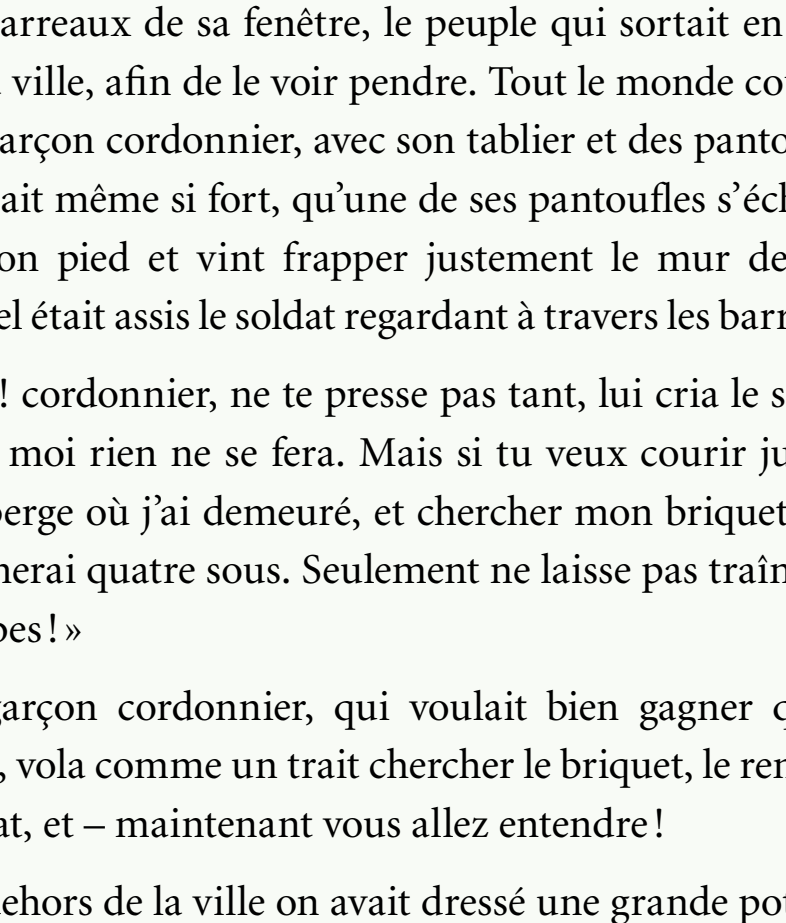 arreaux de sa fenêtre, le peuple qui sortait en
ville, afin de le voir pendre. Tout le monde co
arçon cordonnier, avec son tablier et des panto
ait même si fort, qu’une de ses pantoufles s’éch
on pied et vint frapper justement le mur de
el était assis le soldat regardant à travers les barr
! cordonnier, ne te presse pas tant, lui cria le s
moi rien ne se fera. Mais si tu veux courir ju
berge où j’ai demeuré, et chercher mon briquet
nerai quatre sous. Seulement ne laisse pas traîn
bes ! »
garçon cordonnier, qui voulait bien gagner q
, vola comme un trait chercher le briquet, le ren
at, et – maintenant vous allez entendre !
dehors de la ville on avait dressé une grande pot